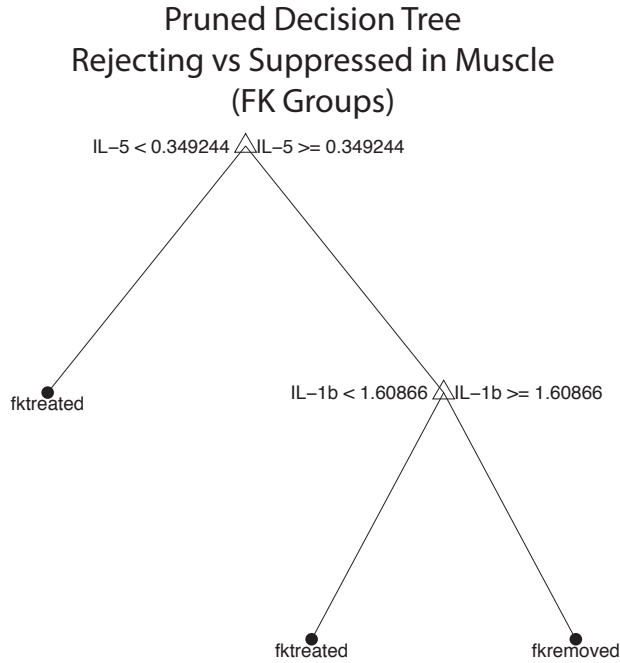 Pruned Decision Tree
Rejecting vs Suppressed in Muscle
(FK Groups)
IL−5 < 0.349244 IL−5 >= 0.349244
IL−1b < 1.60866 IL−1b >= 1.60866
fktreated
fktreated fkremoved